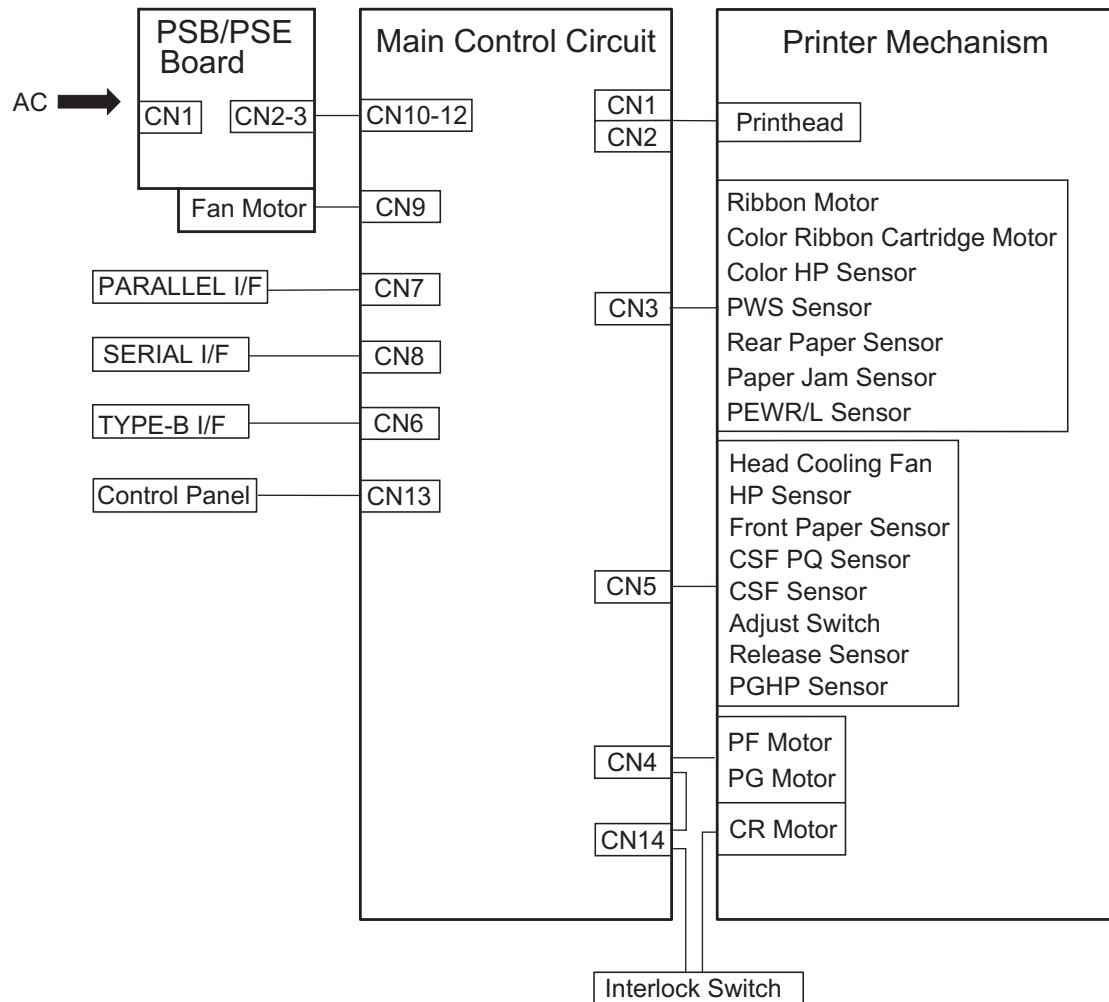 PSB/PSE
Board
AC
CN1
CN2-3
Fan Motor
PARALLEL I/F
SERIAL I/F
TYPE-B I/F
Control Panel
Main Control Circuit
CN10-12
CN9
CN7
CN8
CN6
CN13
CN1
CN2
CN3
CN5
CN4
CN14
Printer Mechanism
Printhead
Ribbon Motor
Color Ribbon Cartridge Motor
Color HP Sensor
PWS Sensor
Rear Paper Sensor
Paper Jam Sensor
PEWR/L Sensor
Head Cooling Fan
HP Sensor
Front Paper Sensor
CSF PQ Sensor
CSF Sensor
Adjust Switch
Release Sensor
PGHP Sensor
PF Motor
PG Motor
CR Motor
Interlock Switch